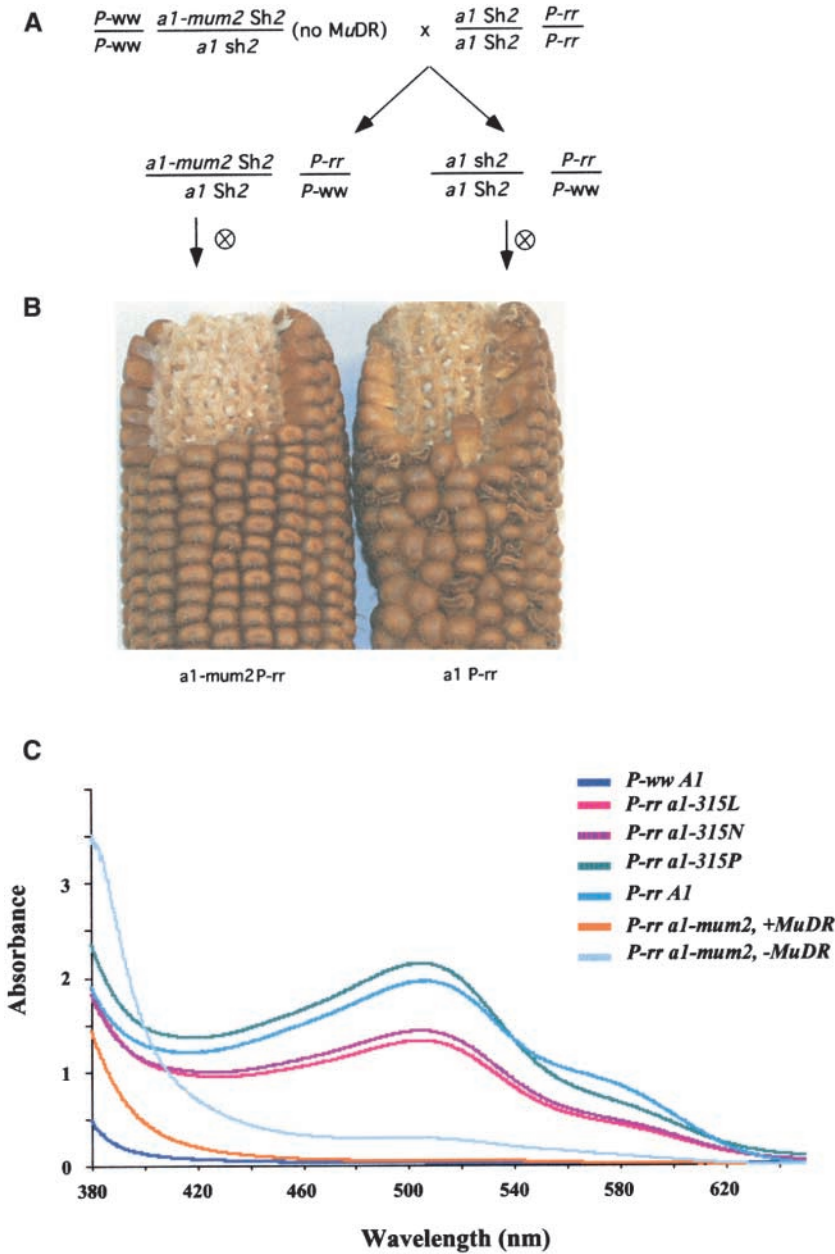 A
P-ww a1-mum2 Sh2 (no MuDR) x a1 Sh2 P-rr
P-ww a1 sh2 a1 Sh2 P-rr
a1-mum2 Sh2 P-rr a1 sh2 P-rr
a1 Sh2 P-ww a1 Sh2 P-ww
B
a1-mum2 P-rr a1 P-rr
C
P-ww A1
P-rr a1-315L
P-rr a1-315N
P-rr a1-315P
P-rr A1
P-rr a1-mum2, +MuDR
P-rr a1-mum2, -MuDR
Absorbance
3
2
1
0
380 420 460 500 540 580 620
Wavelength (nm)